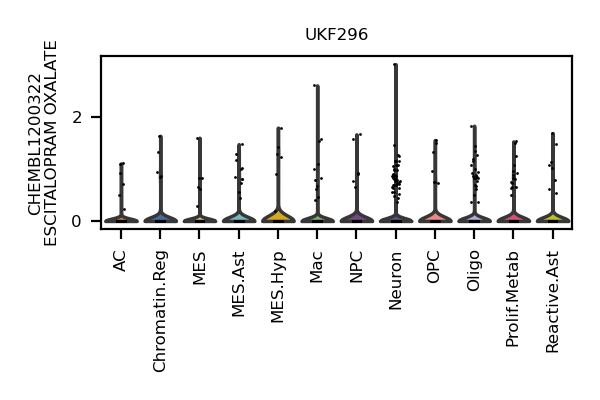 UKF296
CHEMBL1200322
ESCITALOPRAM OXALATE
2
0
AC
Chromatin.Reg
MES
MES.Ast
MES.Hyp
Mac
NPC
Neuron
OPC
Oligo
Prolif.Metab
Reactive.Ast